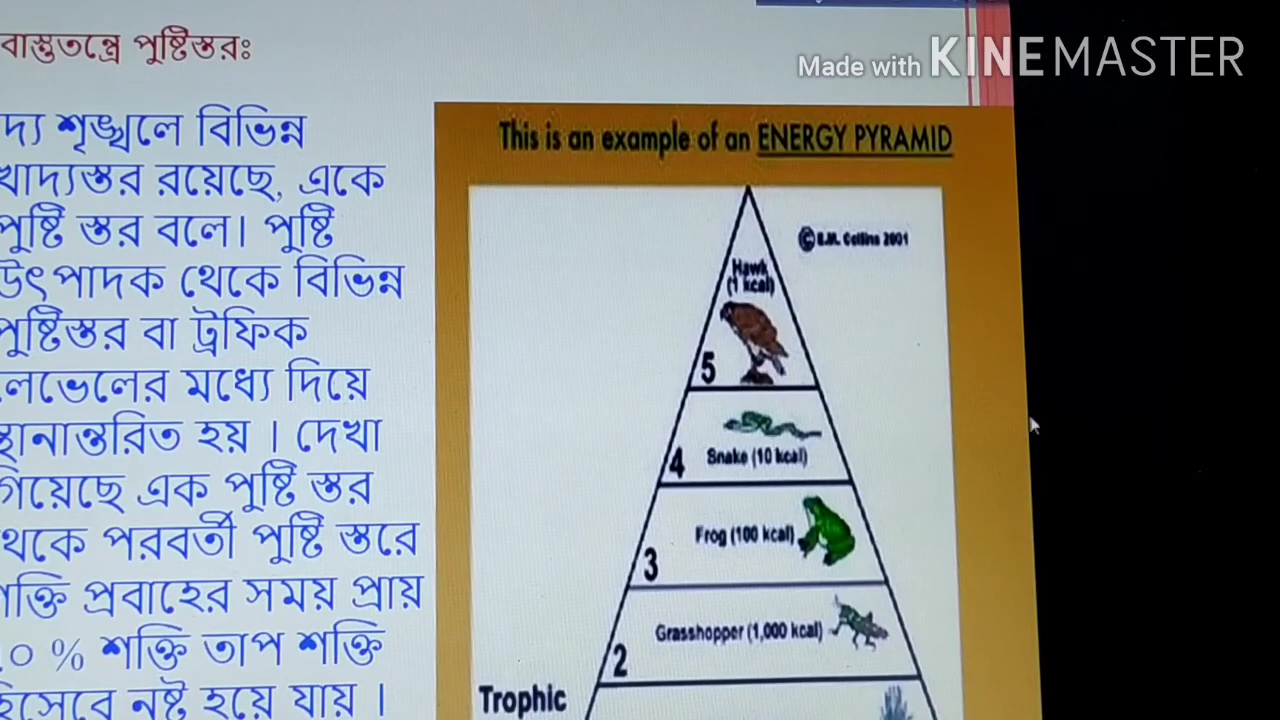 বাস্তুতন্ত্রে পুষ্টিস্তরঃ
Made with KINEMASTER
শৃঙ্খলে বিভিন্ন
খাদ্যস্তর রয়েছে, একে
পুষ্টি স্তর বলে। পুষ্টি
উৎপাদক থেকে বিভিন্ন
পুষ্টিস্তর বা ট্রফিক
লেভেলের মধ্যে দিয়ে
স্থানান্তরিত হয় । দেখা
গিয়েছে এক পুষ্টি স্তর
থেকে পরবর্তী পুষ্টি স্তরে
শক্তি প্রবাহের সময় প্রায়
% শক্তি তাপ শক্তি
হিসেবে নষ্ট হয়ে যায় ।
This is an example of an ENERGY PYRAMID
© E.M. Collins 2001
Hawk
(1 kcal)
5
4 Snake (10 kcal)
Frog (100 kcal)
3
Grasshopper (1,000 kcal)
2
Trophic